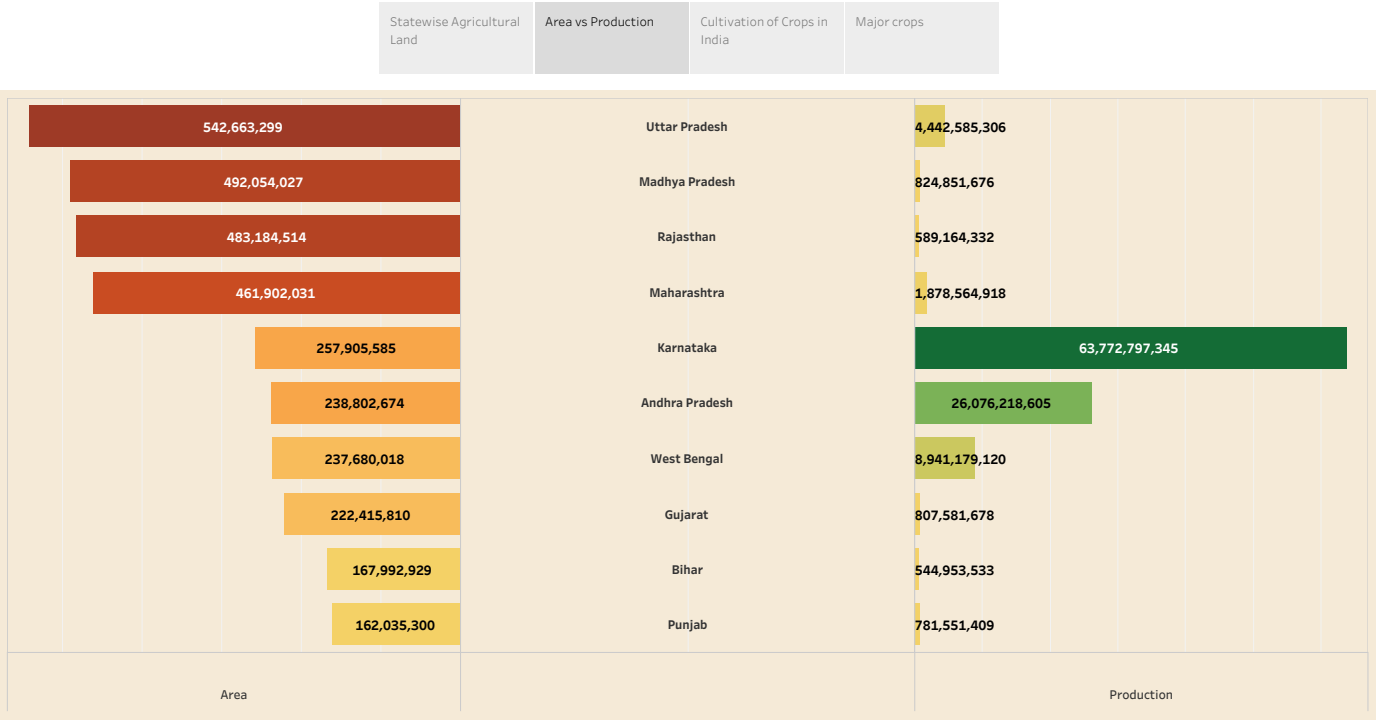 Statewise Agricultural
Land
Area vs Production
Cultivation of Crops in
India
Major crops
542,663,299 Uttar Pradesh 4,442,585,306
492,054,027 Madhya Pradesh 824,851,676
483,184,514 Rajasthan 589,164,332
461,902,031 Maharashtra 1,878,564,918
257,905,585 Karnataka 63,772,797,345
238,802,674 Andhra Pradesh 26,076,218,605
237,680,018 West Bengal 8,941,179,120
222,415,810 Gujarat 807,581,678
167,992,929 Bihar 544,953,533
162,035,300 Punjab 781,551,409
Area Production